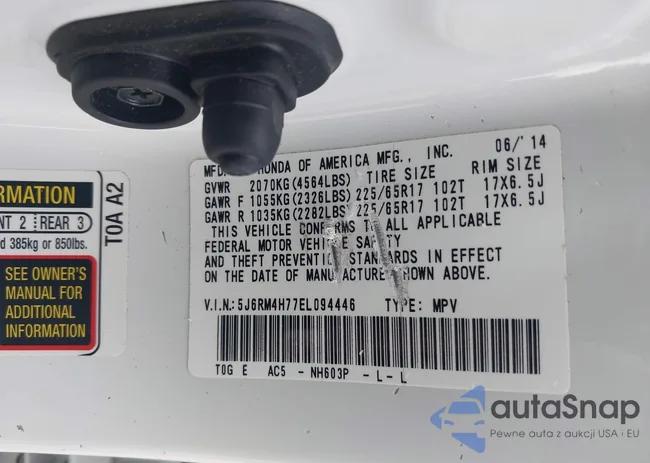 RMATION
NT 2 REAR 3
d 385kg or 850lbs.
SEE OWNER'S
MANUAL FOR
ADDITIONAL
INFORMATION
T0A A2
MFD. HONDA OF AMERICA MFG., INC. 06/'14
GVWR 2070KG(4564LBS) TIRE SIZE RIM SIZE
GAWR F 1055KG(2326LBS) 225/65R17 102T 17X6.5J
GAWR R 1035KG(2282LBS) 225/65R17 102T 17X6.5J
THIS VEHICLE CONFORMS TO ALL APPLICABLE
FEDERAL MOTOR VEHICLE SAFETY
AND THEFT PREVENTION STANDARDS IN EFFECT
ON THE DATE OF MANUFACTURE SHOWN ABOVE.
V.I.N.:5J6RM4H77EL094446 TYPE: MPV
T0G E AC5 - NH603P - L - L
autaSnap
Pewne auta z aukcji USA i EU